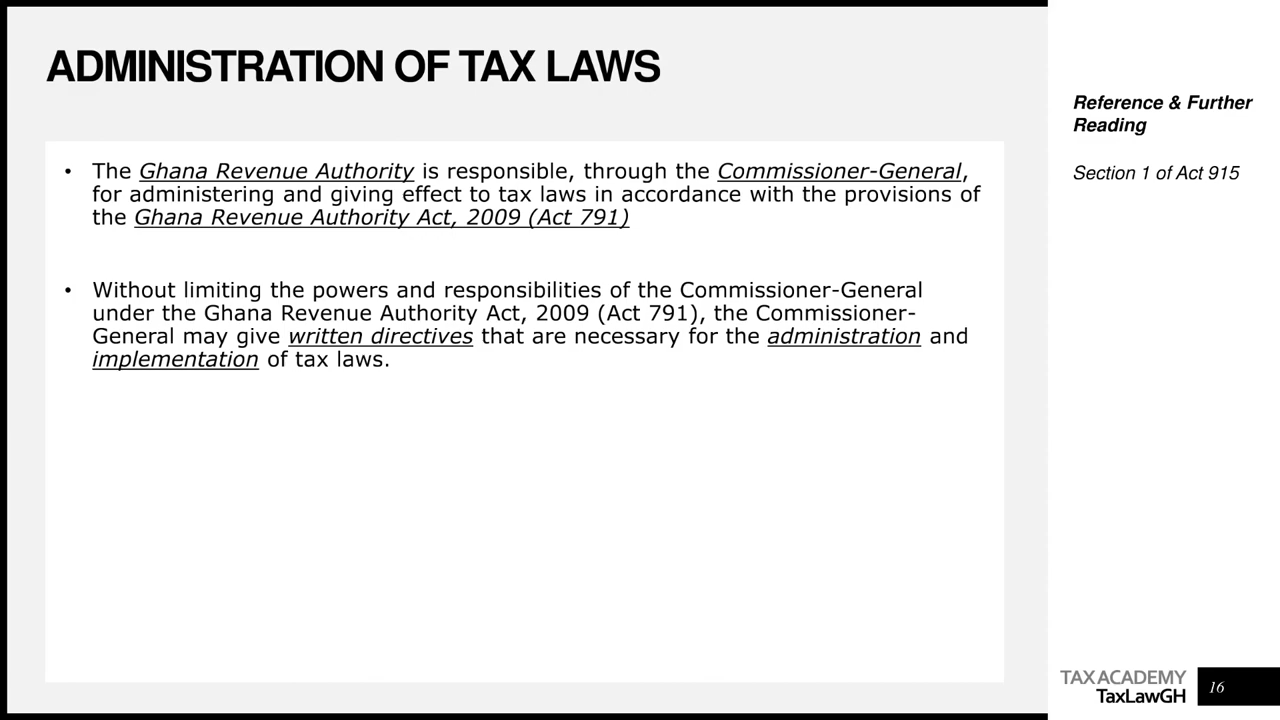 ADMINISTRATION OF TAX LAWS
• The Ghana Revenue Authority is responsible, through the Commissioner-General,
for administering and giving effect to tax laws in accordance with the provisions of
the Ghana Revenue Authority Act, 2009 (Act 791)
• Without limiting the powers and responsibilities of the Commissioner-General
under the Ghana Revenue Authority Act, 2009 (Act 791), the Commissioner-
General may give written directives that are necessary for the administration and
implementation of tax laws.
Reference & Further
Reading
Section 1 of Act 915
TAX ACADEMY
TaxLawGH
16